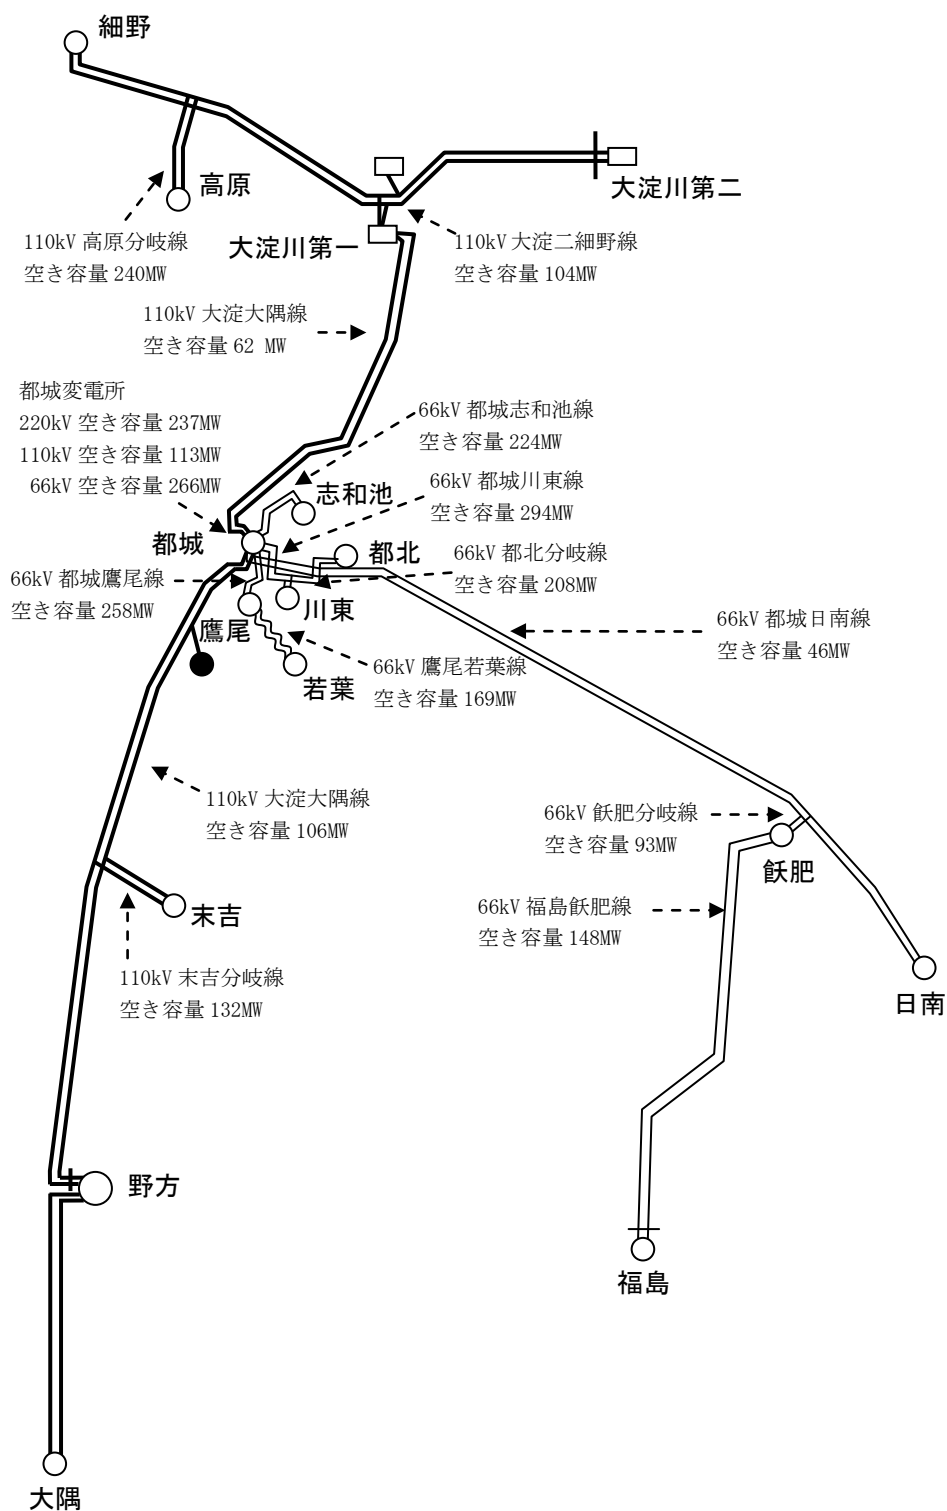 細野
高原
大淀川第二
110kV 高原分岐線
空き容量 240MW
大淀川第一
110kV 大淀二細野線
空き容量 104MW
110kV 大淀大隅線
空き容量 62 MW
都城変電所
220kV 空き容量 237MW
110kV 空き容量 113MW
66kV 空き容量 266MW
66kV 都城志和池線
空き容量 224MW
志和池
66kV 都城川東線
空き容量 294MW
都城
都北
66kV 都北分岐線
空き容量 208MW
66kV 都城鷹尾線
空き容量 258MW
川東
鷹尾
66kV 都城日南線
空き容量 46MW
若葉
66kV 鷹尾若葉線
空き容量 169MW
110kV 大淀大隅線
空き容量 106MW
66kV 飫肥分岐線
空き容量 93MW
飫肥
末吉
66kV 福島飫肥線
空き容量 148MW
110kV 末吉分岐線
空き容量 132MW
日南
野方
福島
大隅